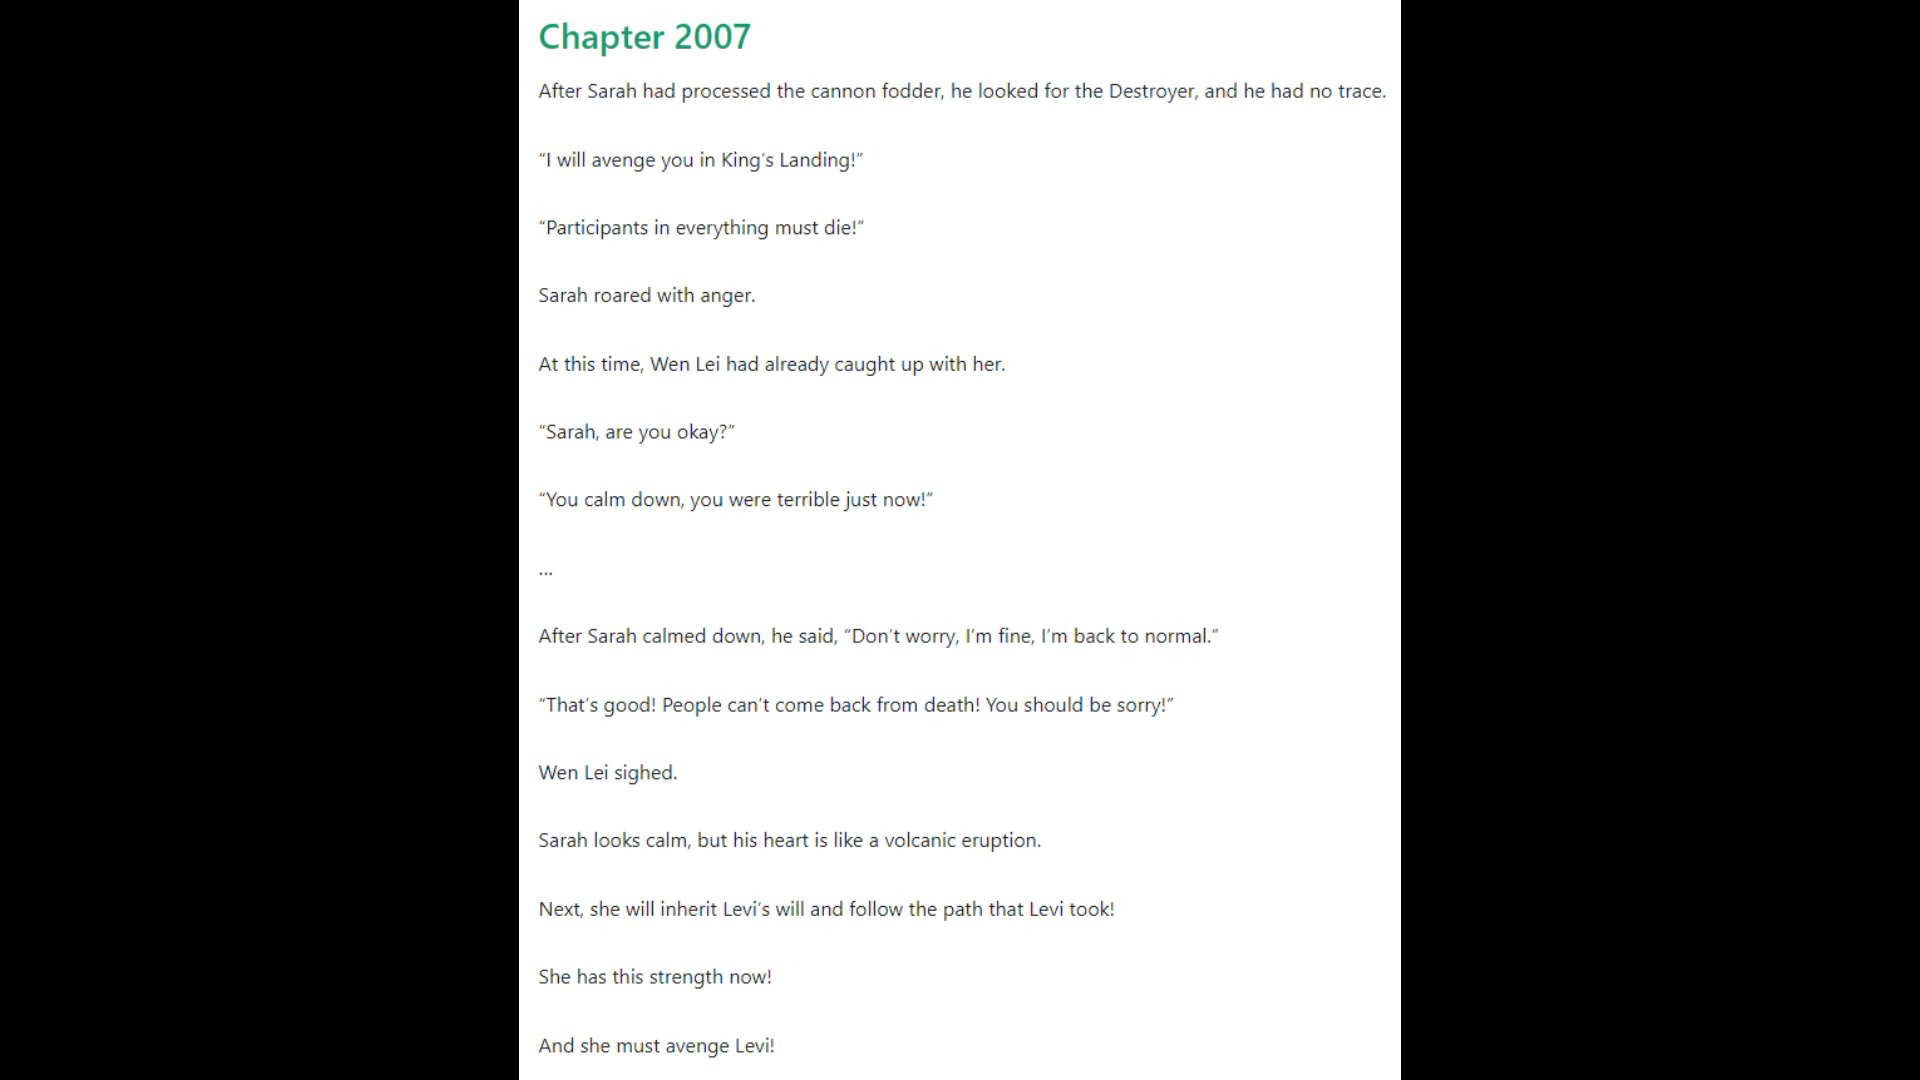 Chapter 2007
After Sarah had processed the cannon fodder, he looked for the Destroyer, and he had no trace.
“I will avenge you in King’s Landing!”
“Participants in everything must die!”
Sarah roared with anger.
At this time, Wen Lei had already caught up with her.
“Sarah, are you okay?”
“You calm down, you were terrible just now!”
...
After Sarah calmed down, he said, “Don’t worry, I’m fine, I’m back to normal.”
“That’s good! People can’t come back from death! You should be sorry!”
Wen Lei sighed.
Sarah looks calm, but his heart is like a volcanic eruption.
Next, she will inherit Levi’s will and follow the path that Levi took!
She has this strength now!
And she must avenge Levi!